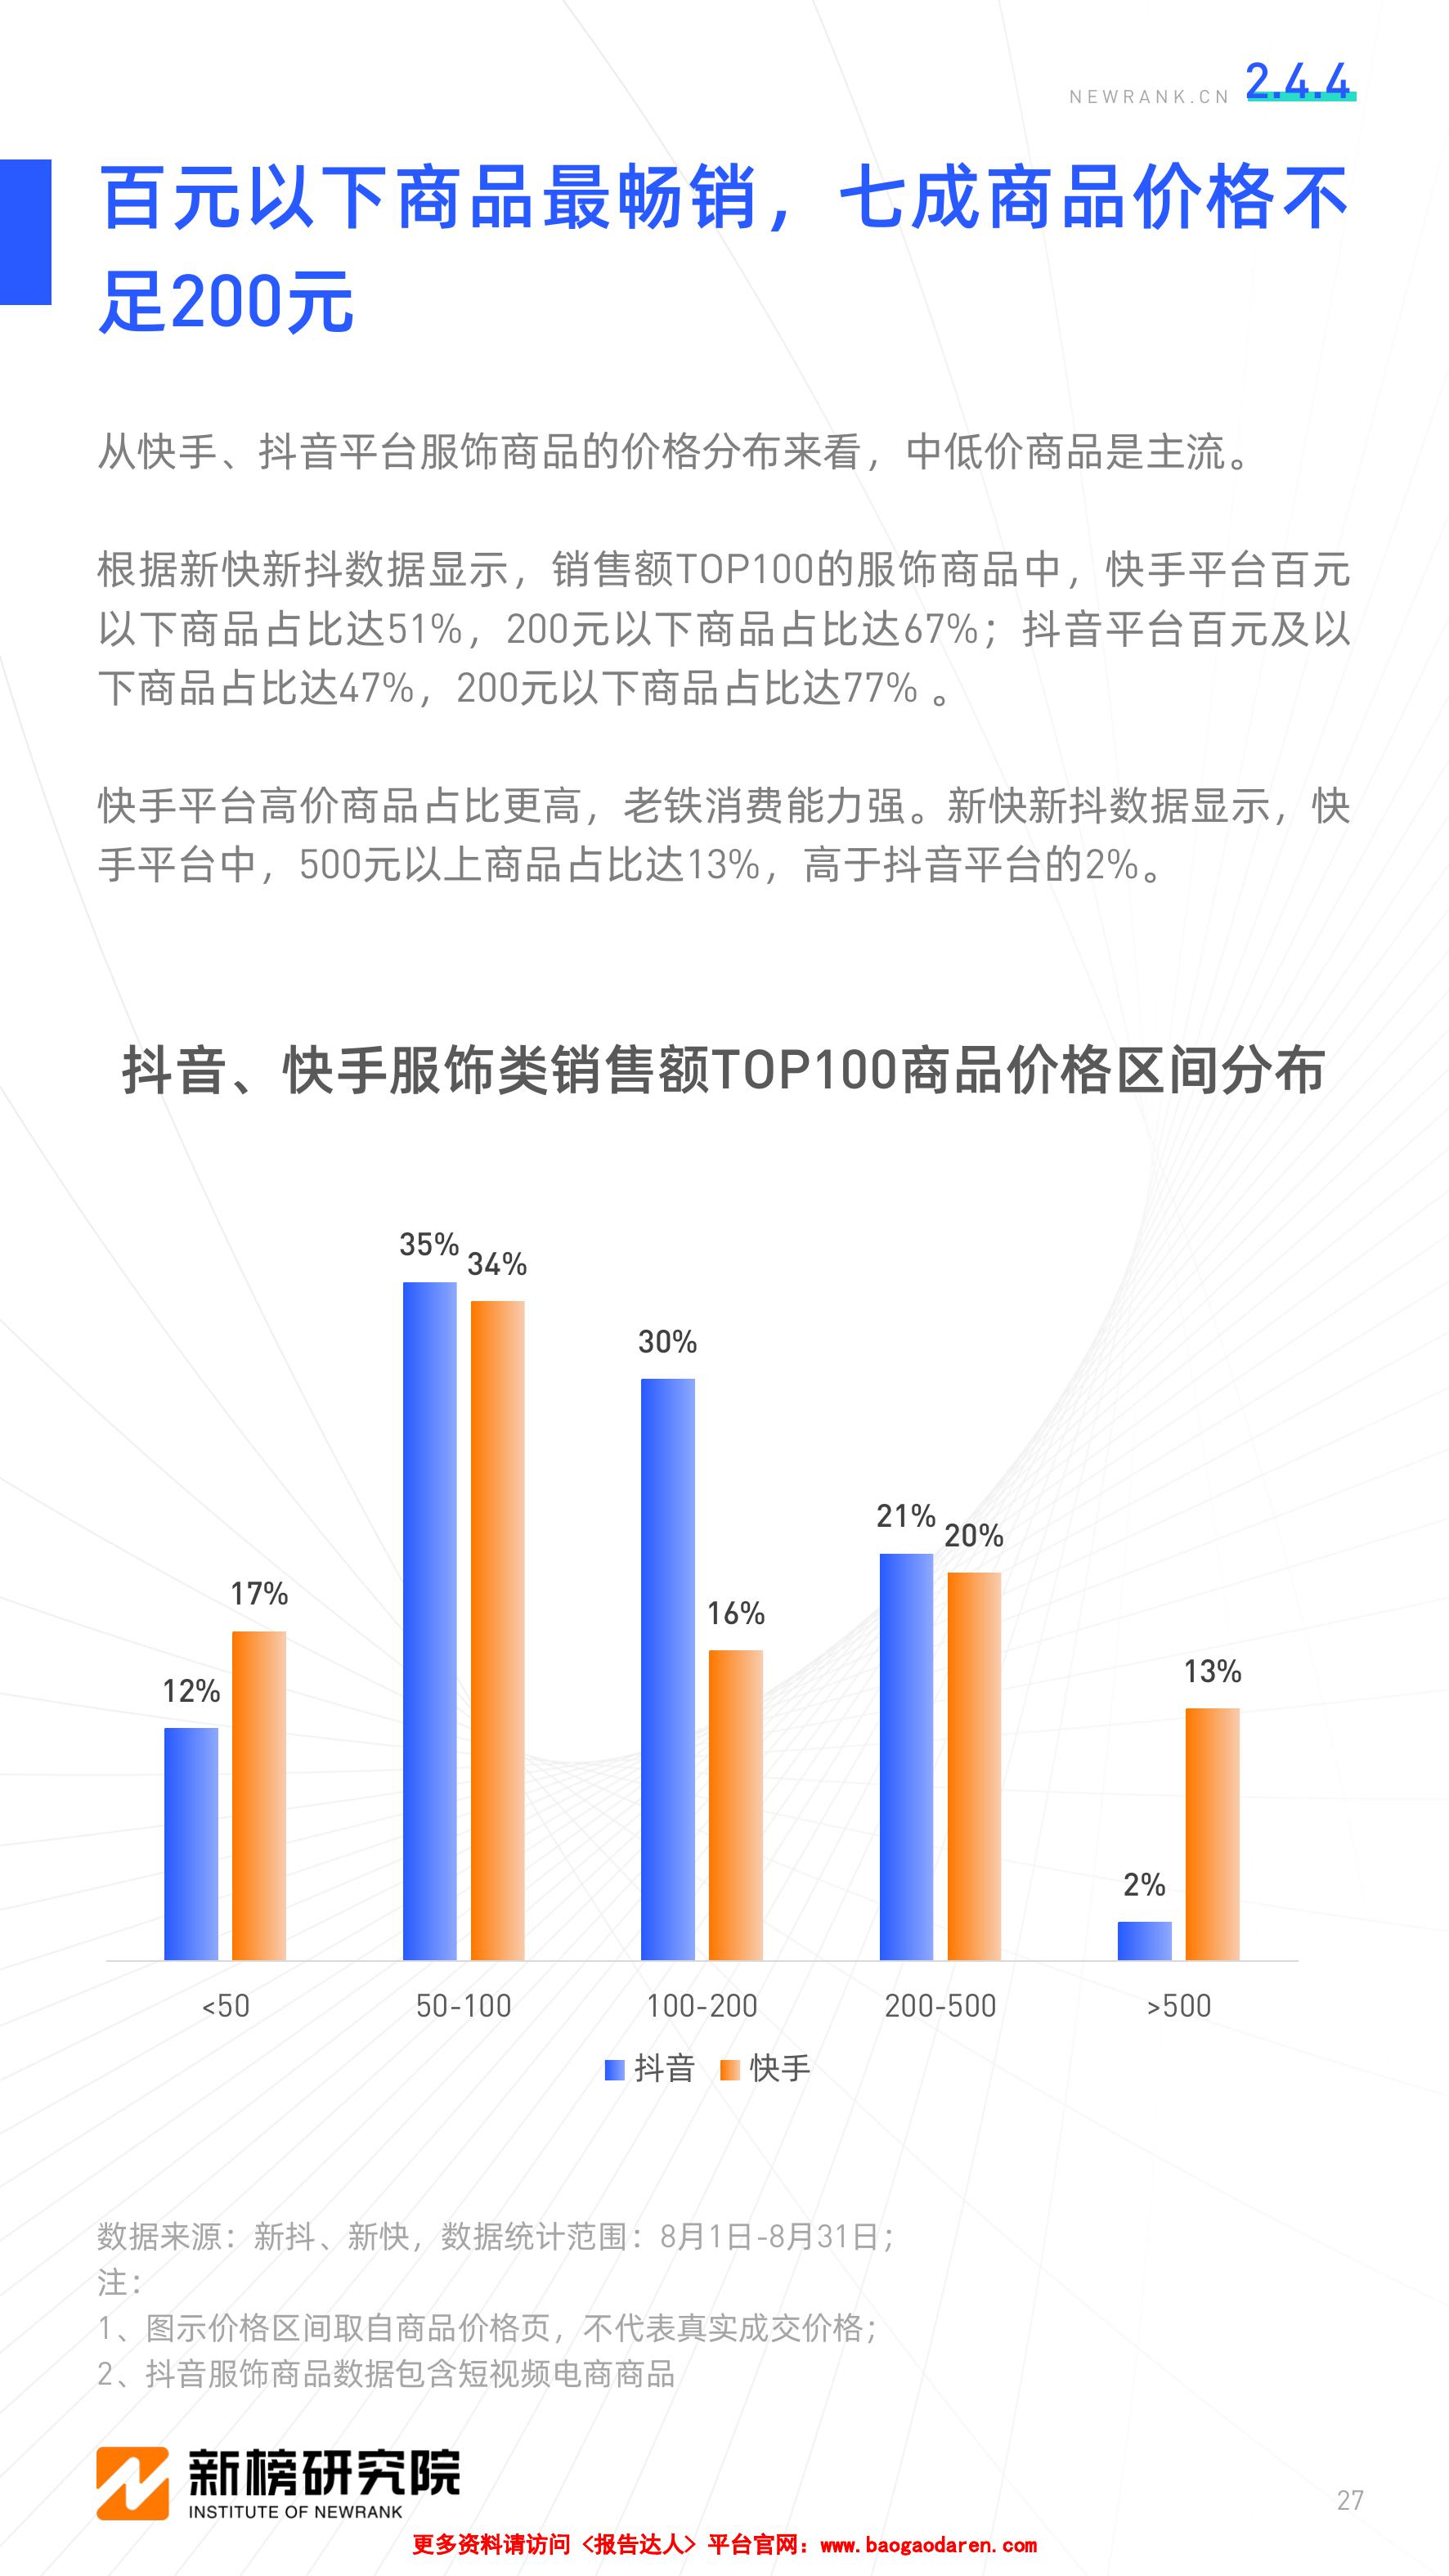 NEWRANK.CN 2.4.4
百元以下商品最畅销，七成商品价格不
足200元
从快手、抖音平台服饰商品的价格分布来看，中低价商品是主流。
根据新快新抖数据显示，销售额TOP100的服饰商品中，快手平台百元
以下商品占比达51%，200元以下商品占比达67%；抖音平台百元及以
下商品占比达47%，200元以下商品占比达77% 。
快手平台高价商品占比更高，老铁消费能力强。新快新抖数据显示，快
手平台中，500元以上商品占比达13%，高于抖音平台的2%。
抖音、快手服饰类销售额TOP100商品价格区间分布
12% 17% 35% 34% 30% 16% 21% 20% 2% 13%
<50 50-100 100-200 200-500 >500
抖音 快手
数据来源：新抖、新快，数据统计范围：8月1日-8月31日；
注：
1、图示价格区间取自商品价格页，不代表真实成交价格；
2、抖音服饰商品数据包含短视频电商商品
新榜研究院
INSTITUTE OF NEWRANK
27
更多资料请访问<报告达人>平台官网：www.baogaodaren.com